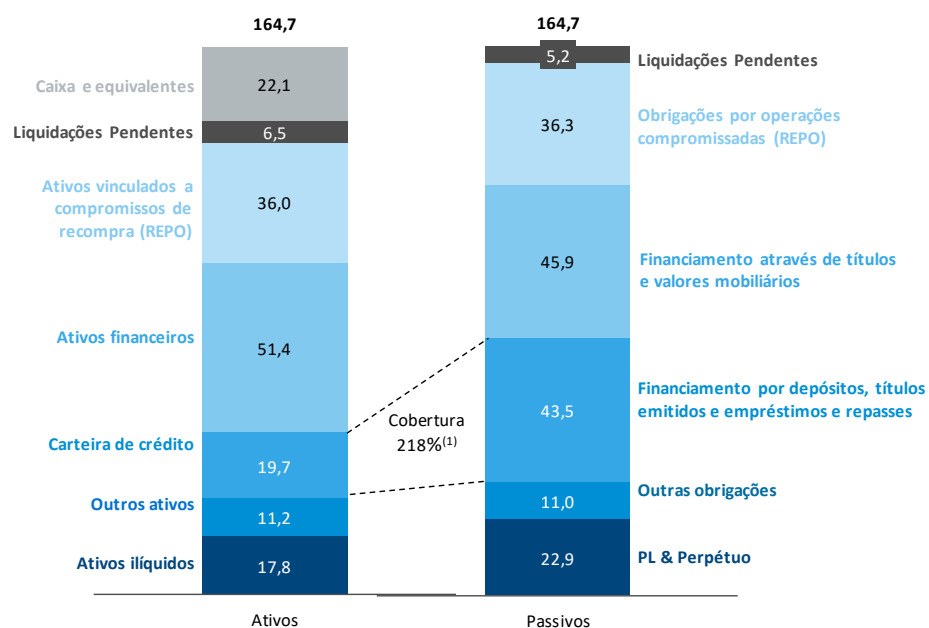 164,7
164,7
Caixa e equivalentes
22,1
Liquidações Pendentes
6,5
Ativos vinculados a
compromissos de
recompra (REPO)
36,0
Ativos financeiros
51,4
Carteira de crédito
19,7
Outros ativos
11,2
Ativos ilíquidos
17,8
Ativos
Cobertura
218%(1)
5,2
Liquidações Pendentes
36,3
Obrigações por operações
compromissadas (REPO)
45,9
Financiamento através de títulos
e valores mobiliários
43,5
Financiamento por depósitos, títulos
emitidos e empréstimos e repasses
11,0
Outras obrigações
22,9
PL & Perpétuo
Passivos